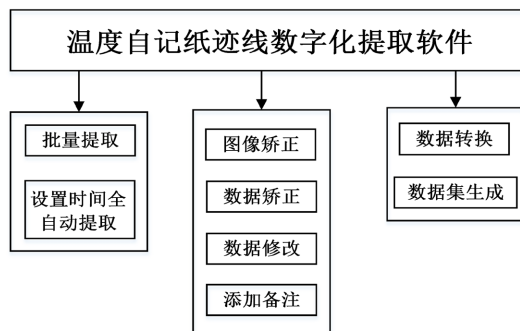 温度自记纸迹线数字化提取软件
批量提取
设置时间全
自动提取
图像矫正
数据矫正
数据修改
添加备注
数据转换
数据集生成